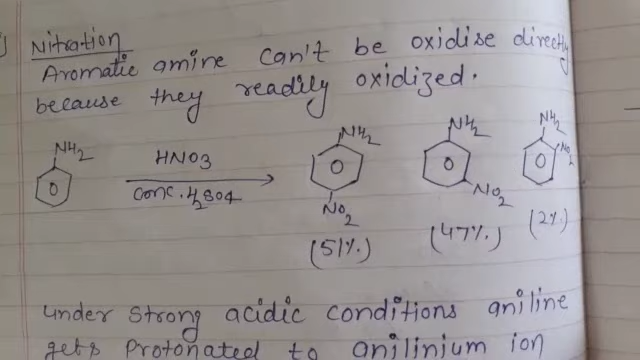 Nitration
Aromatic amine can't be oxidise directly
because they readily oxidized.
NH2
HNO3
conc. H2SO4
NH2
NO2
(51%)
NH2
NO2
(47%)
NH2
NO2
(2%)
under strong acidic conditions aniline
gets protonated to anilinium ion